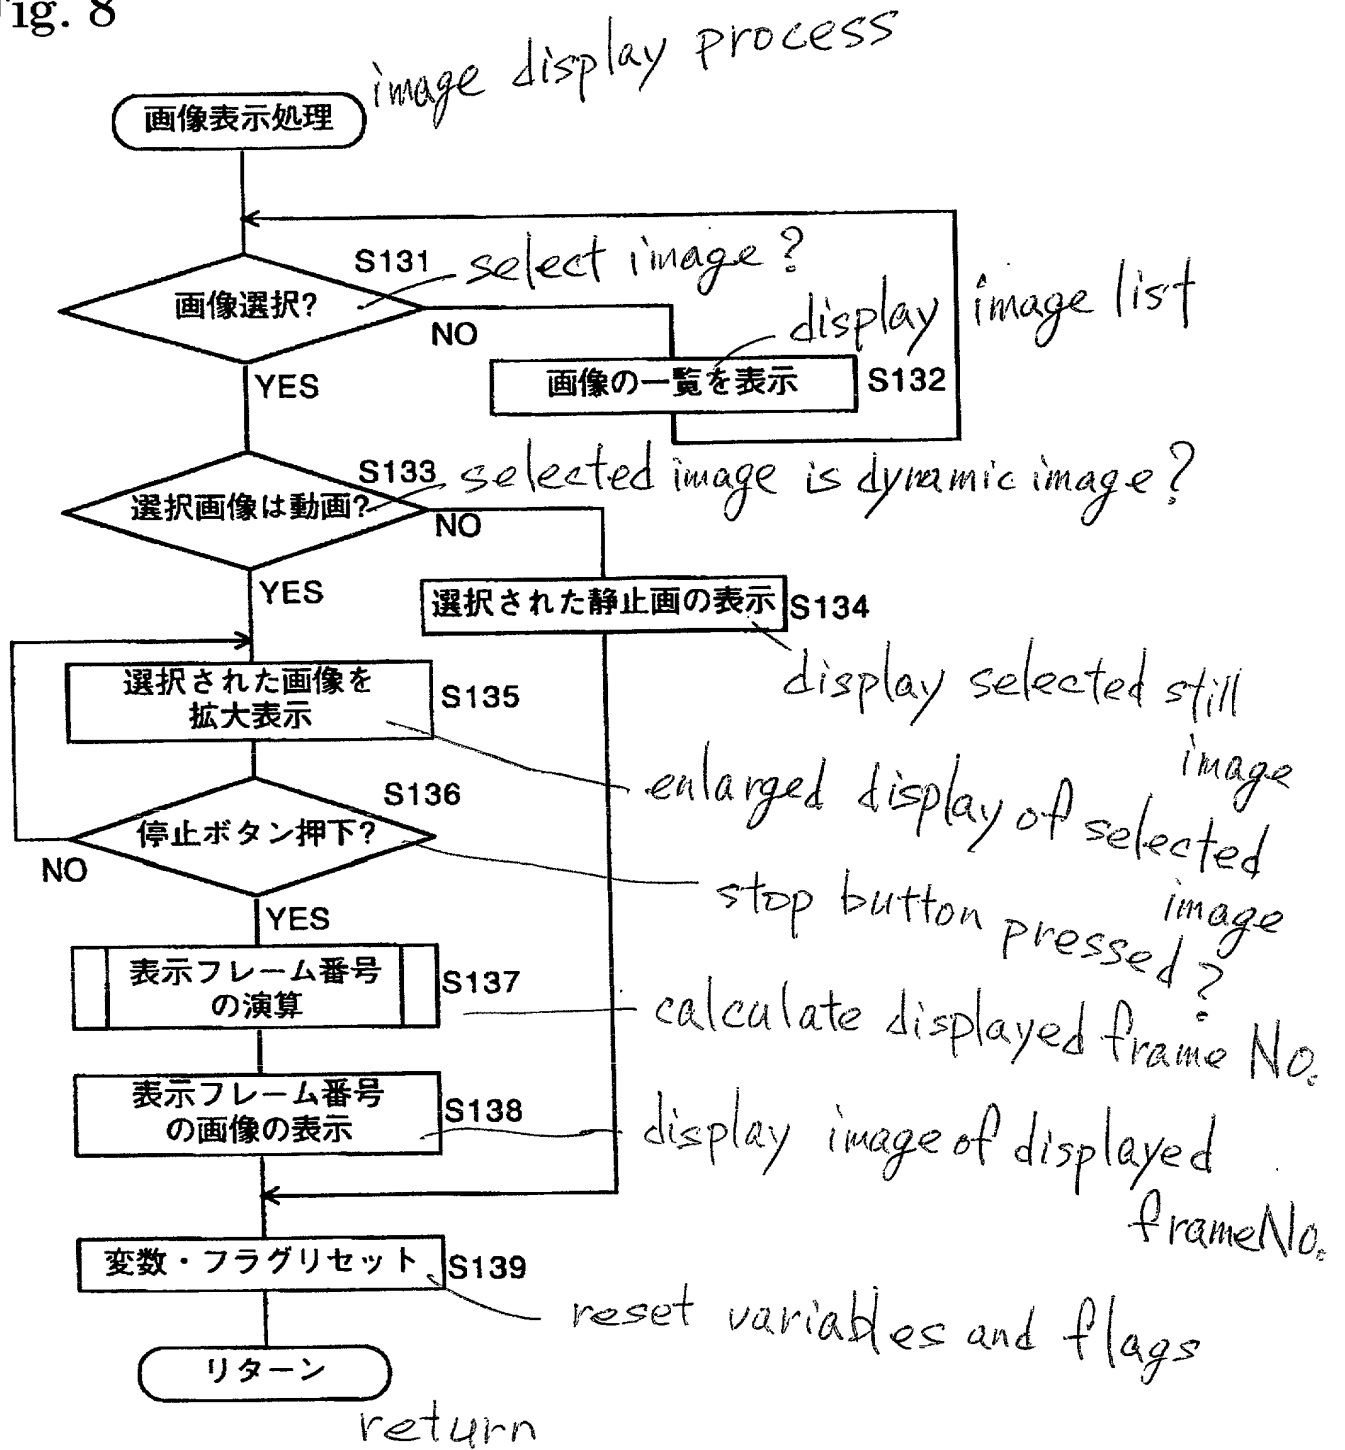 Fig. 8
image display process
画像表示処理
S131
select image?
画像選択?
NO
YES
display image list
画像の一覧を表示
S132
S133
selected image is dynamic image?
選択画像は動画?
NO
YES
選択された静止画の表示
S134
display selected still
image
選択された画像を
拡大表示
S135
enlarged display of selected
image
S136
停止ボタン押下?
NO
YES
stop button pressed?
表示フレーム番号
の演算
S137
calculate displayed frame No.
表示フレーム番号
の画像の表示
S138
display image of displayed
frame No.
変数・フラグリセット
S139
reset variables and flags
リターン
return